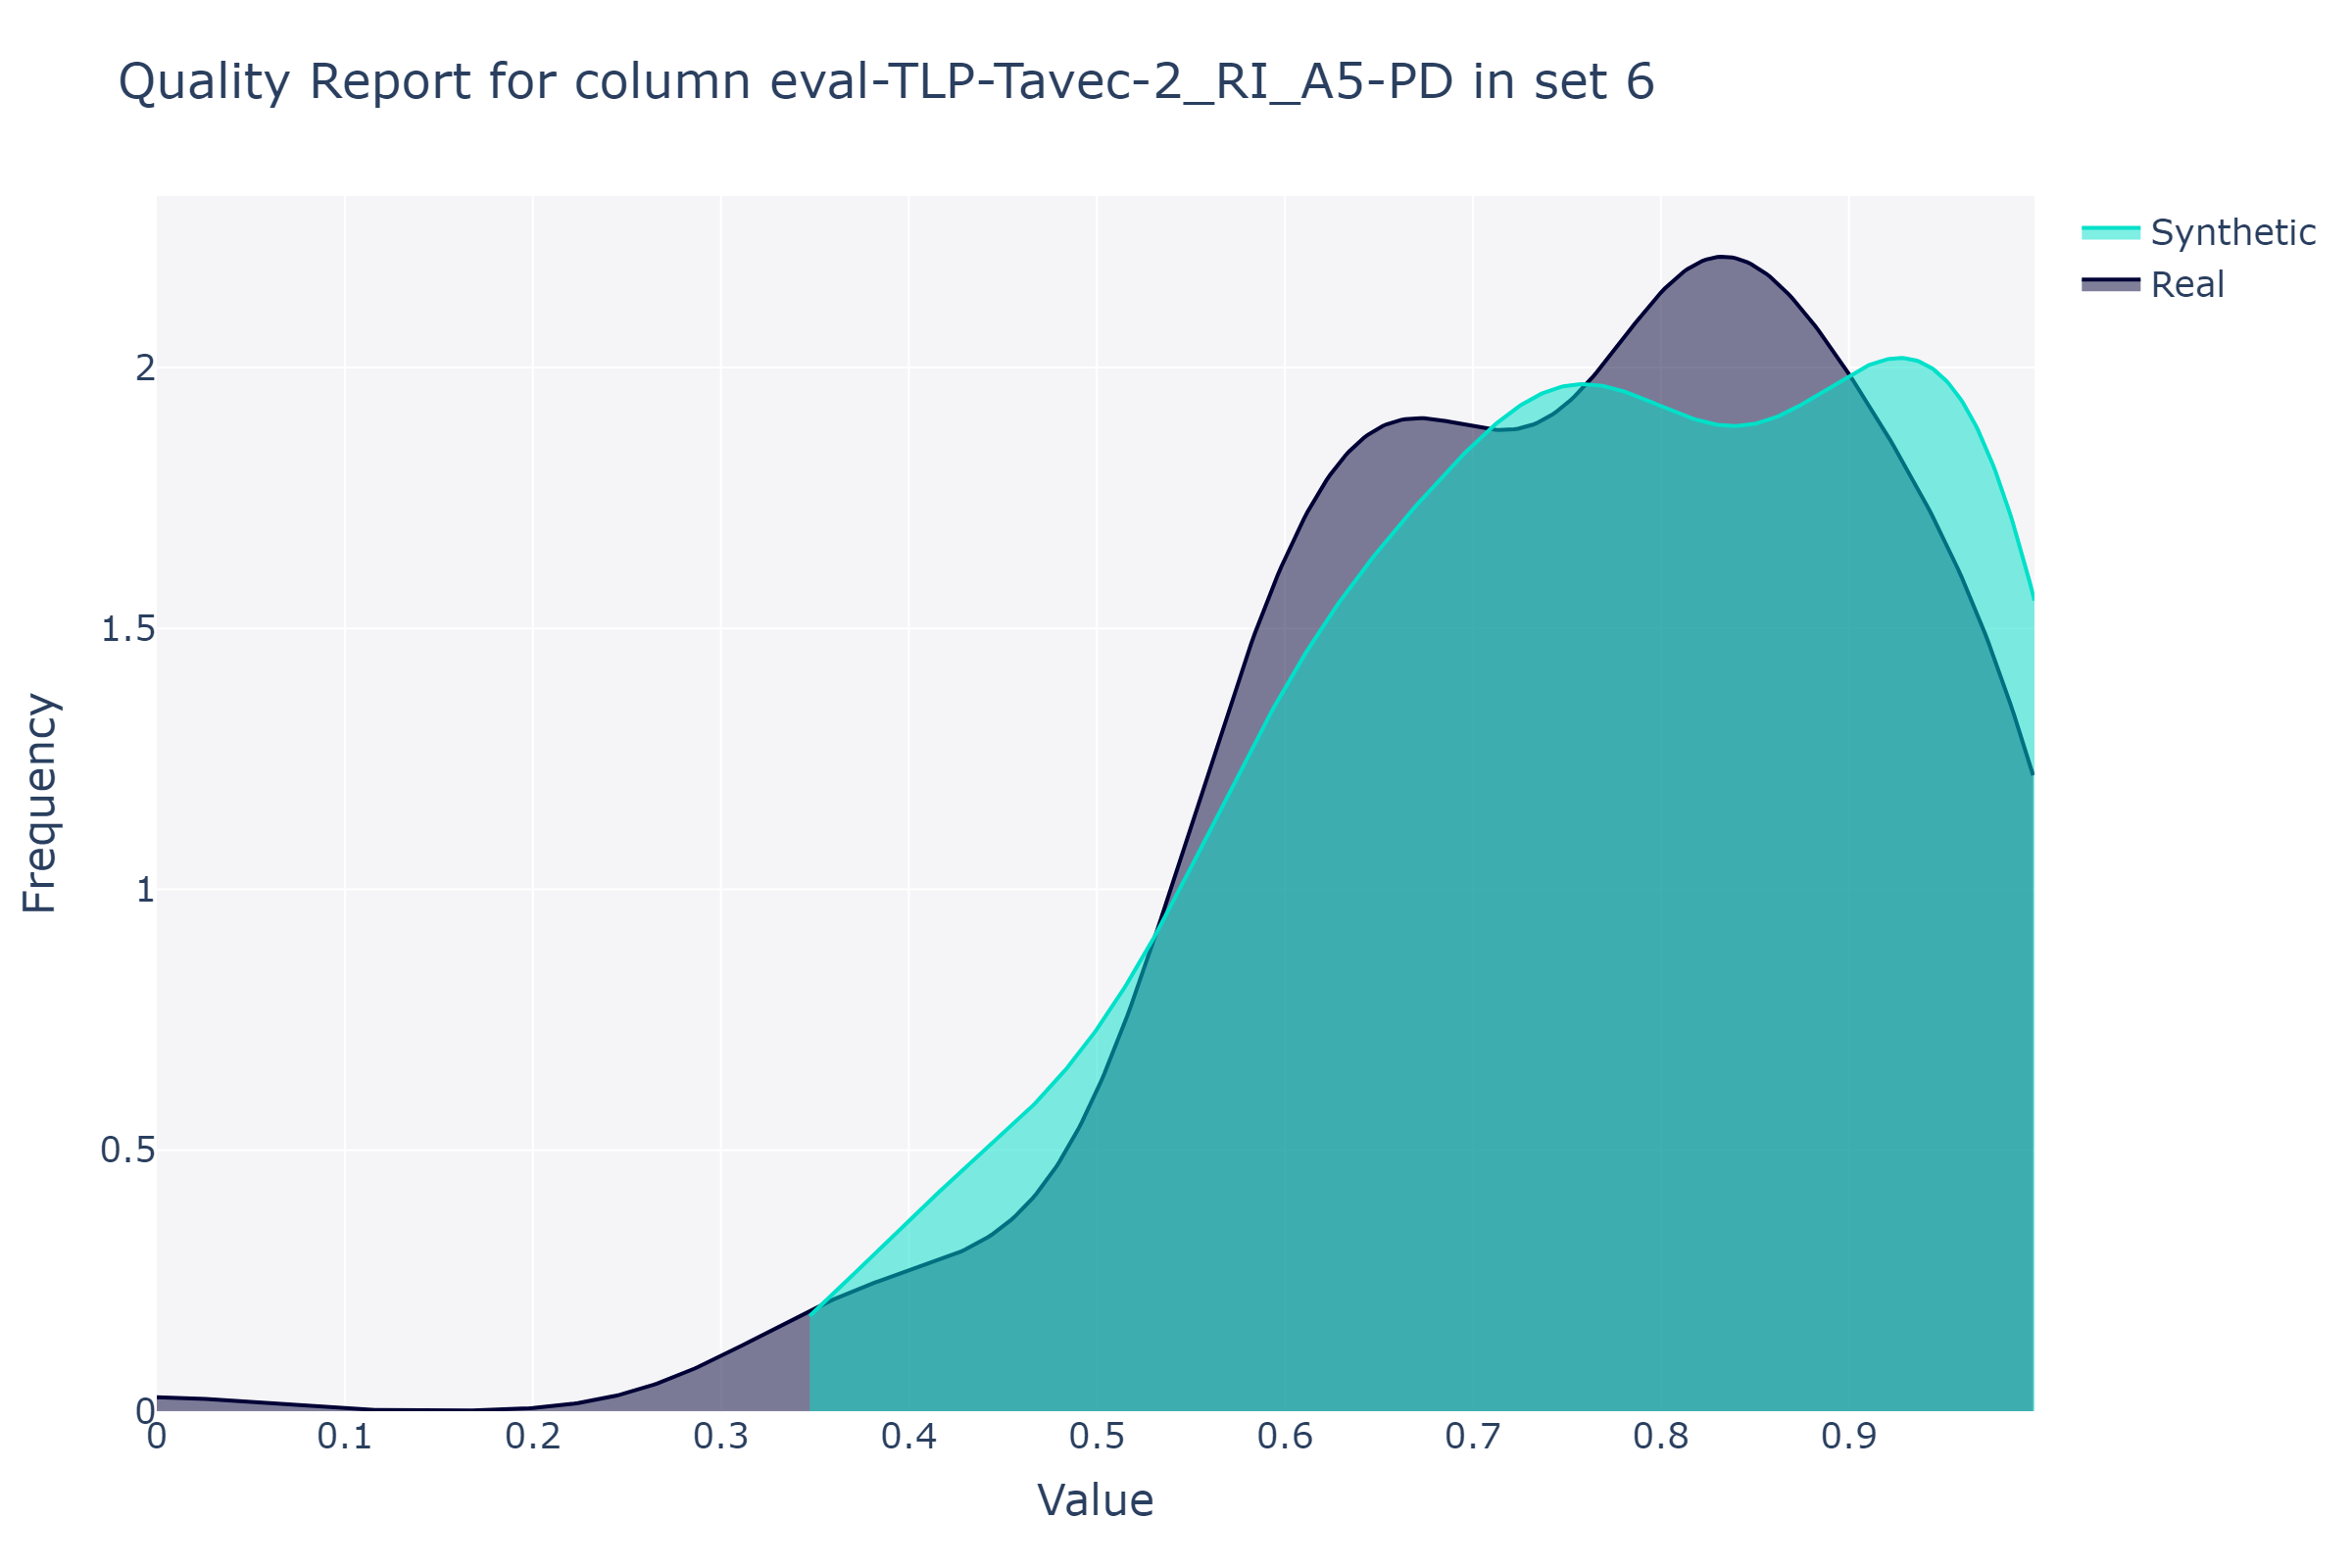 Quality Report for column eval-TLP-Tavec-2_RI_A5-PD in set 6
Synthetic
Real
2
1.5
1
0.5
0
Frequency
0 0.1 0.2 0.3 0.4 0.5 0.6 0.7 0.8 0.9
Value